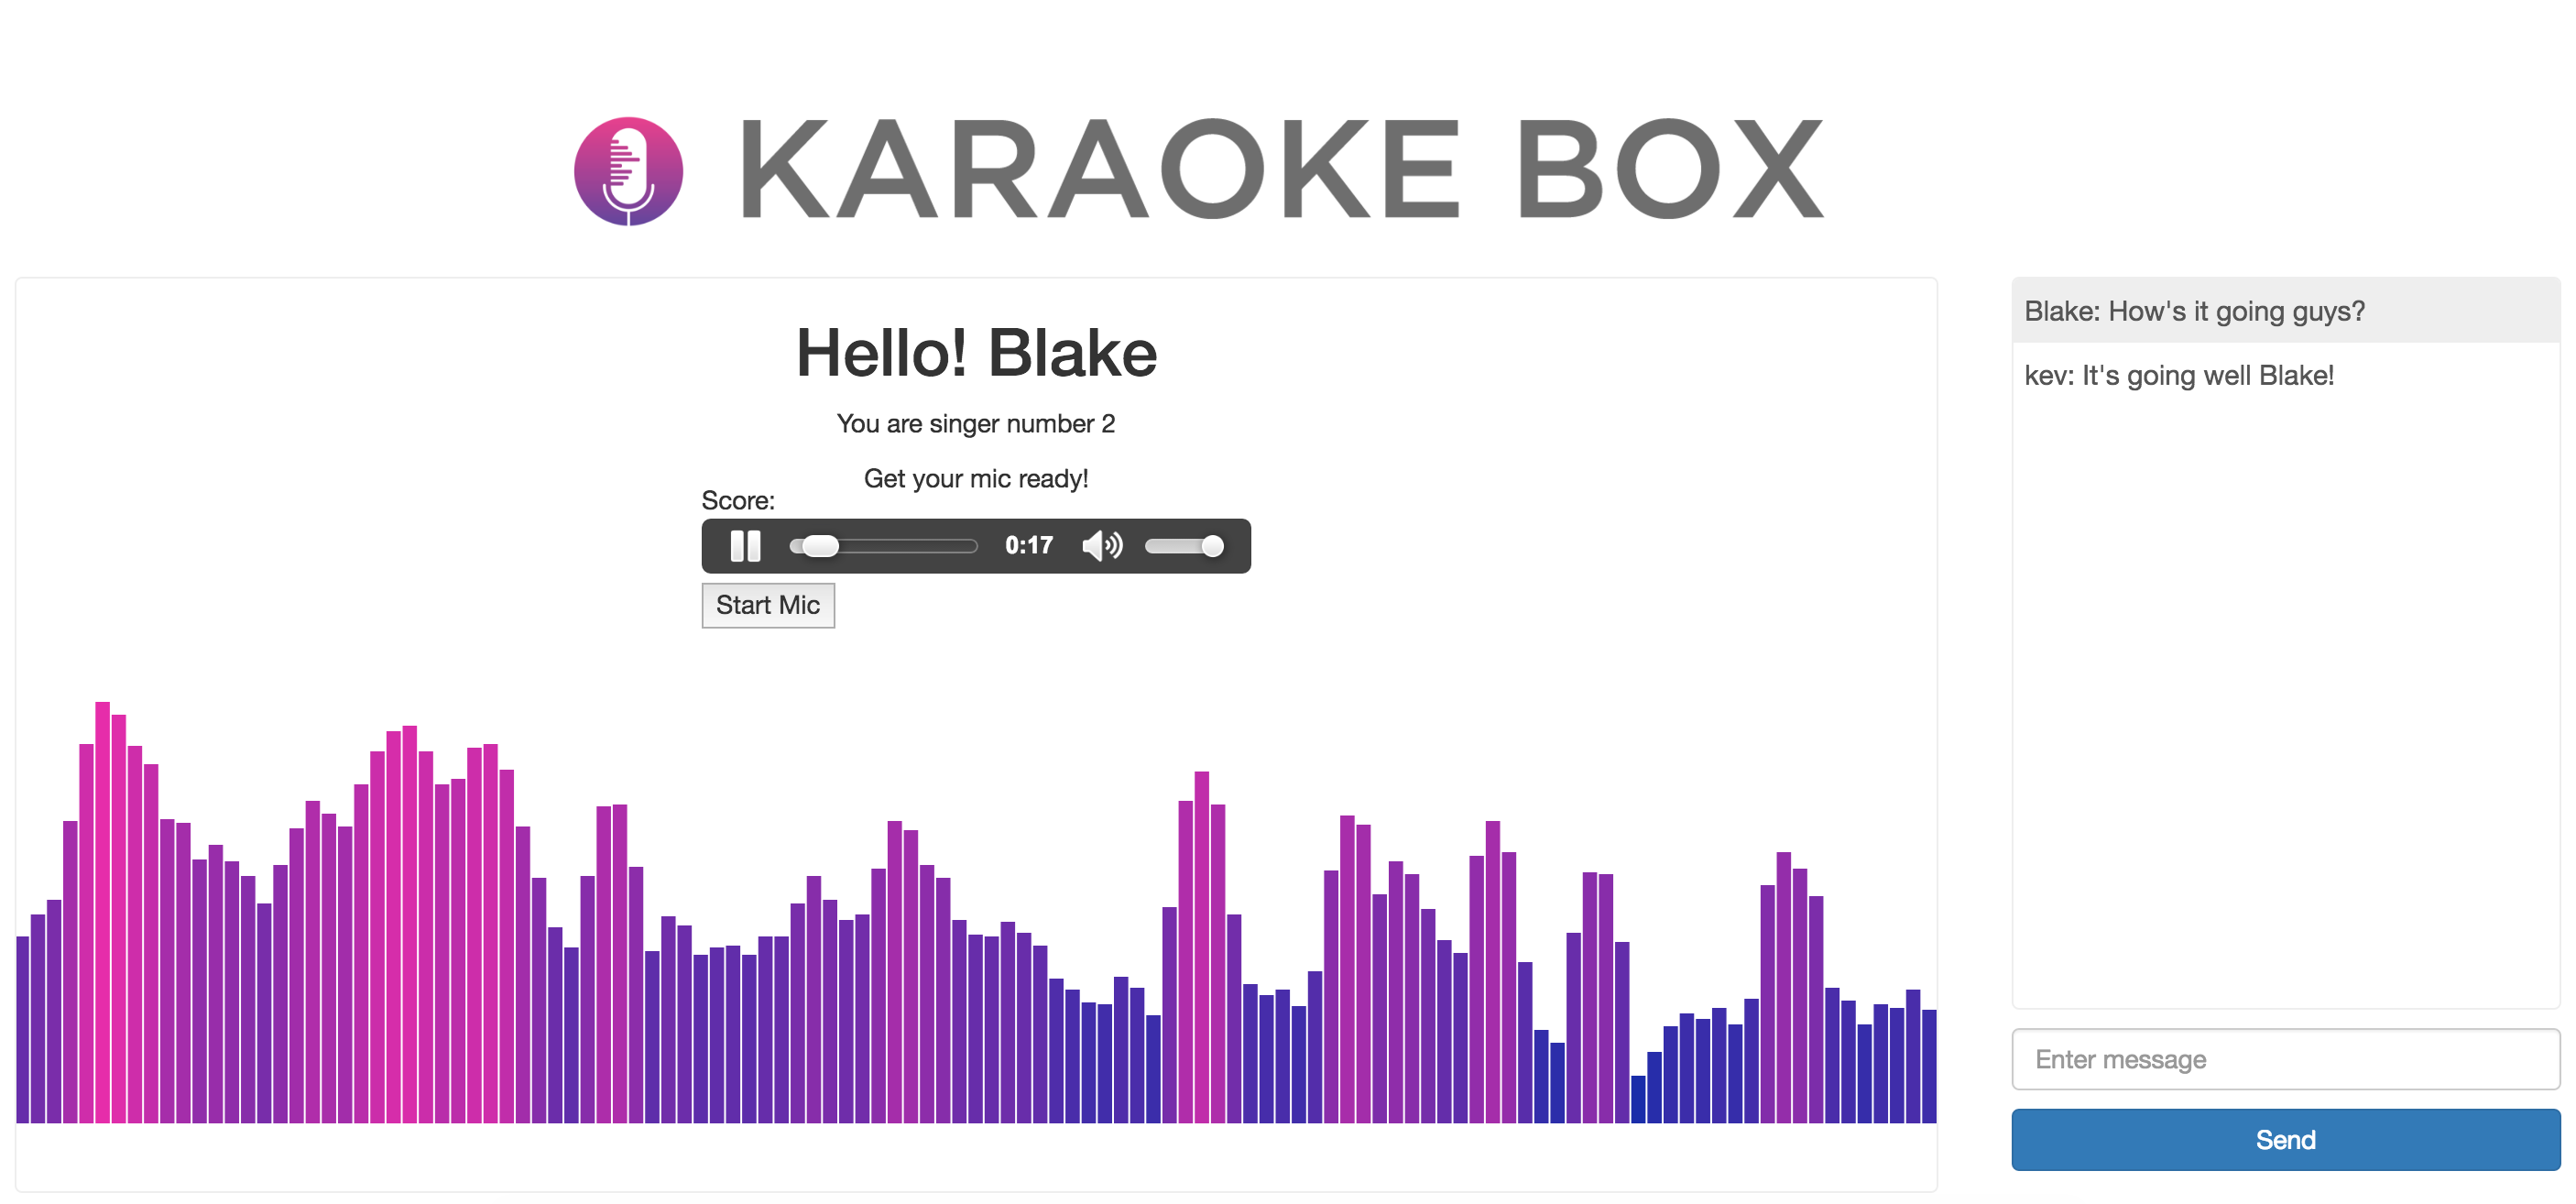 KARAOKE BOX
Hello! Blake
You are singer number 2
Get your mic ready!
Score:
0:17
Start Mic
Blake: How's it going guys?
kev: It's going well Blake!
Enter message
Send